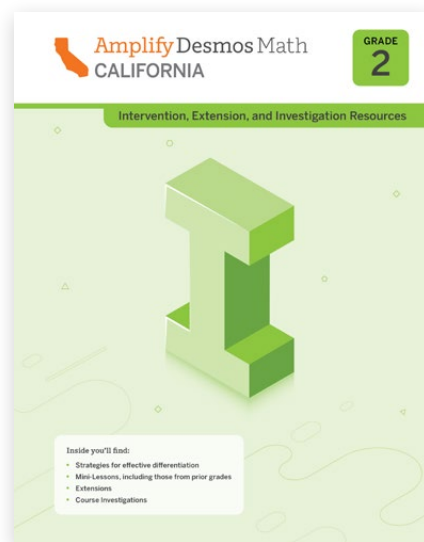 Amplify Desmos Math
CALIFORNIA
GRADE
2
Intervention, Extension, and Investigation Resources
Inside you'll find:
• Strategies for effective differentiation
• Mini-Lessons, including those from prior grades
• Extensions
• Course Investigations